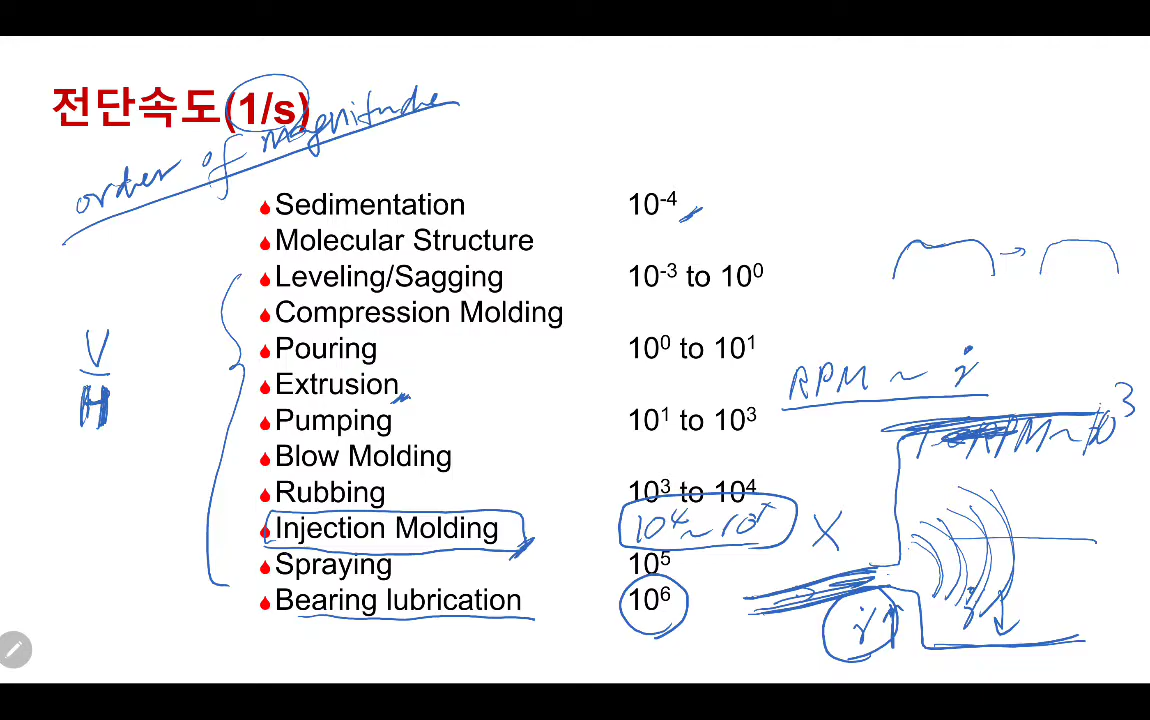 전단속도(1/s)
order of magnitude
Sedimentation 10⁻⁴
Molecular Structure
Leveling/Sagging 10⁻³ to 10⁰
Compression Molding
V
H
Pouring 10⁰ to 10¹
Extrusion
RPM ~ γ̇
Pumping 10¹ to 10³
RPM ~ 10³
Blow Molding
Rubbing 10³ to 10⁴
Injection Molding 10⁴ ~ X
Spraying 10⁵
Bearing lubrication 10⁶
γ̇
γ̇